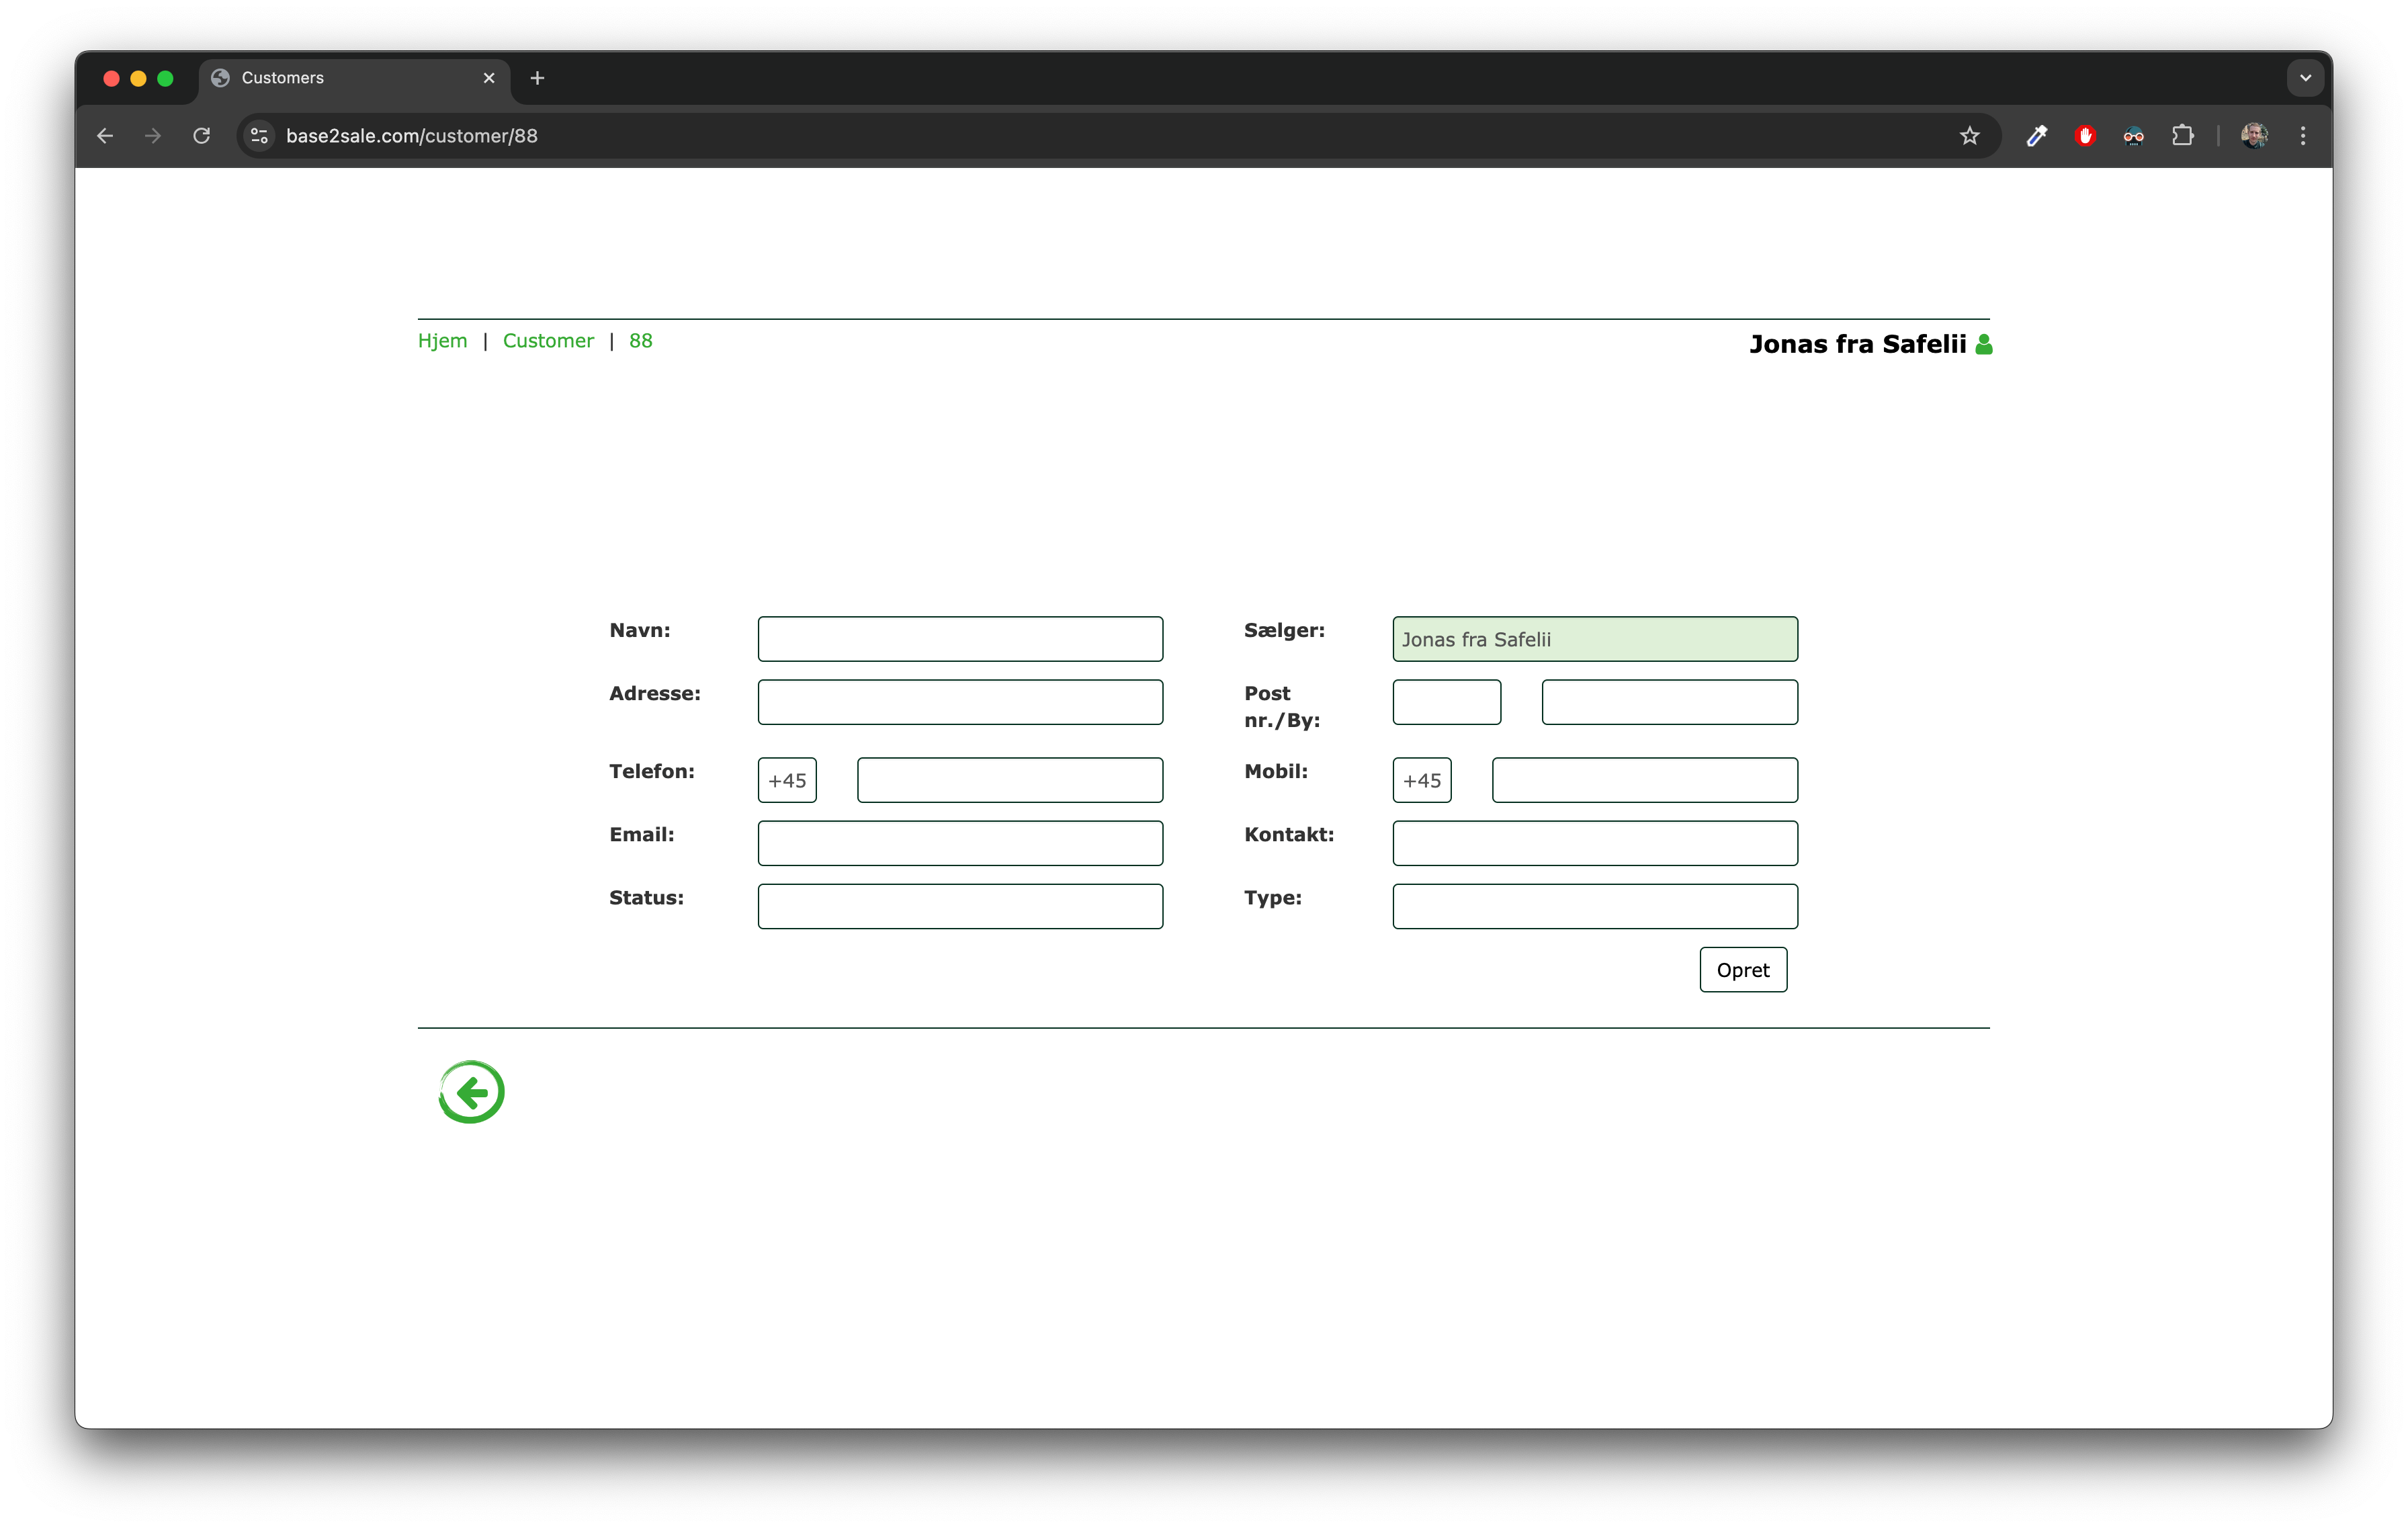 Customers
base2sale.com/customer/88
Hjem | Customer | 88
Jonas fra Safelii
Navn:
Sælger: Jonas fra Safelii
Adresse:
Post
nr./By:
Telefon: +45
Mobil: +45
Email:
Kontakt:
Status:
Type:
Opret